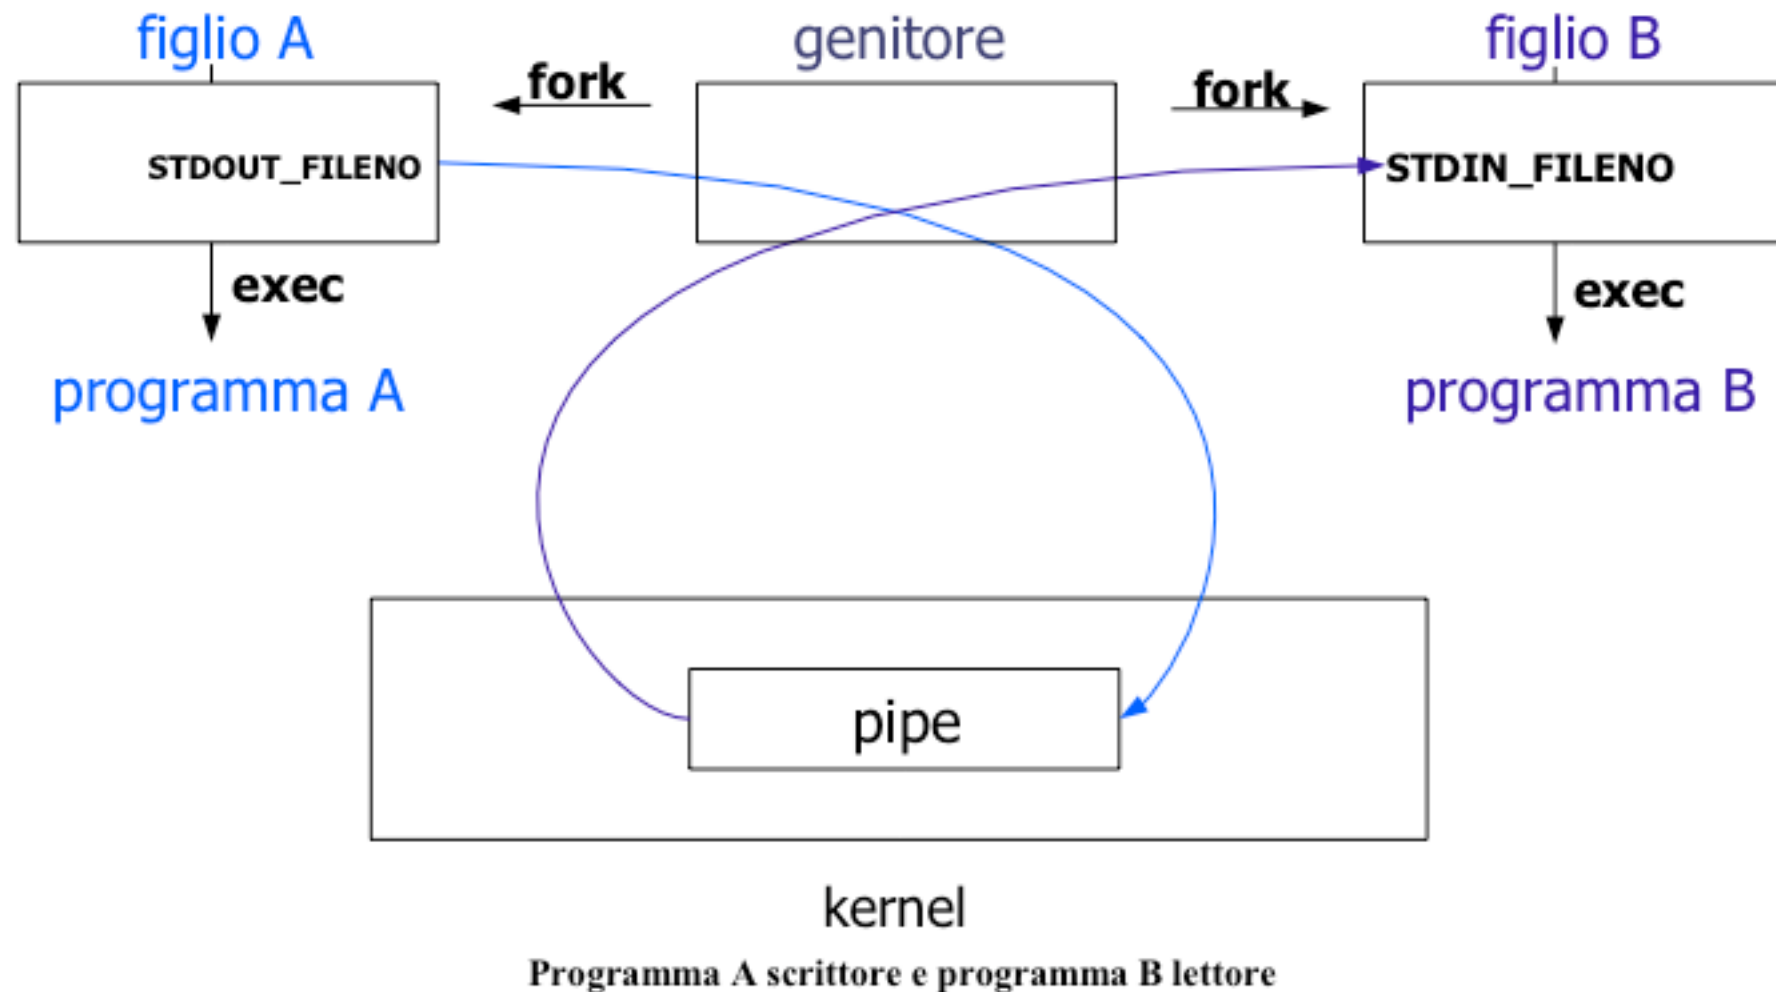 figlio A
genitore
figlio B
fork
fork
STDOUT_FILENO
STDIN_FILENO
exec
exec
programma A
programma B
pipe
kernel
Programma A scrittore e programma B lettore